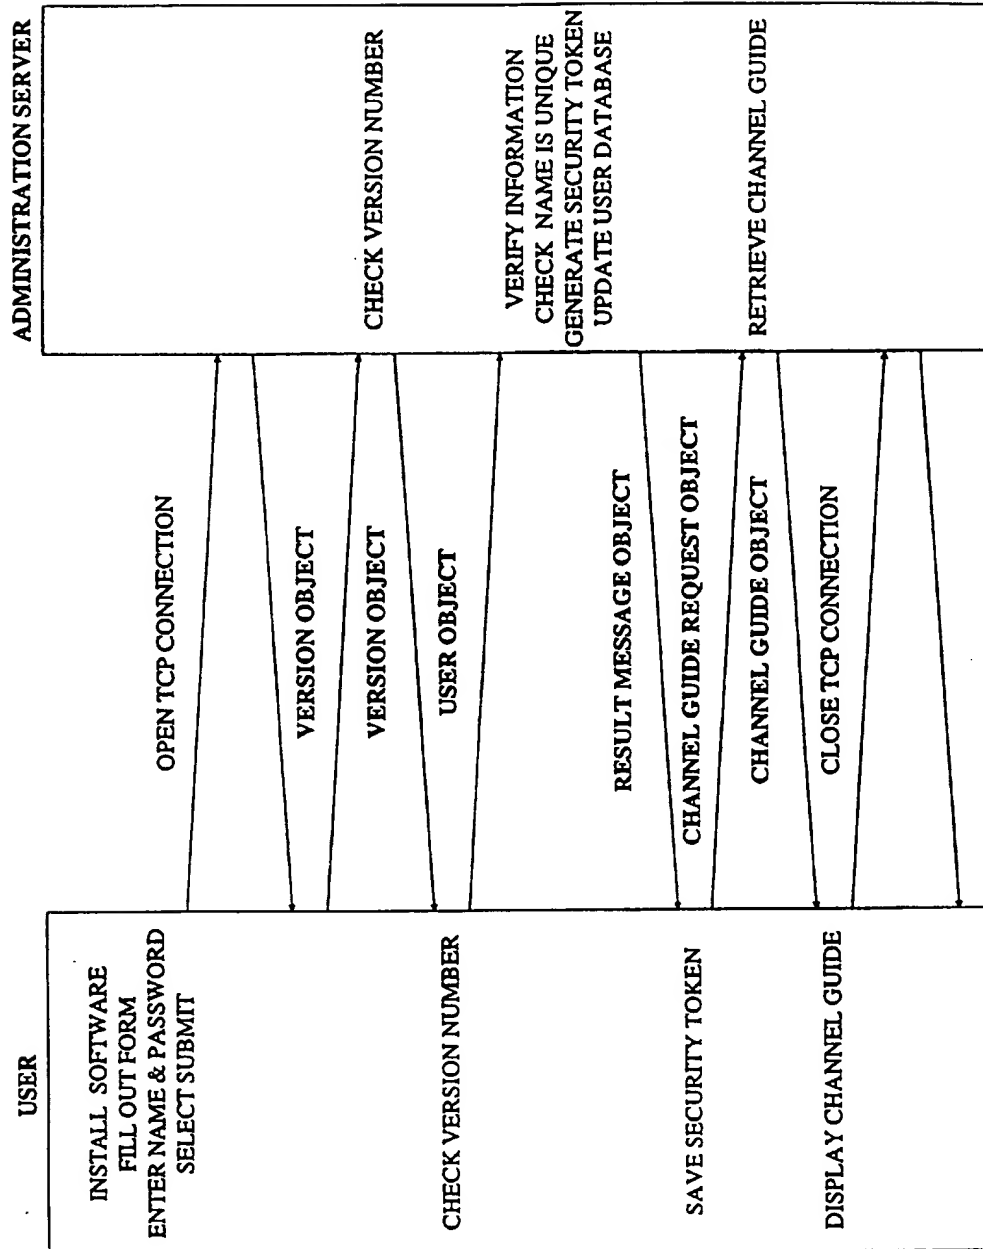 USER
ADMINISTRATION SERVER
INSTALL SOFTWARE
FILL OUT FORM
ENTER NAME & PASSWORD
SELECT SUBMIT
OPEN TCP CONNECTION
VERSION OBJECT
VERSION OBJECT
CHECK VERSION NUMBER
CHECK VERSION NUMBER
USER OBJECT
VERIFY INFORMATION
CHECK NAME IS UNIQUE
GENERATE SECURITY TOKEN
UPDATE USER DATABASE
RESULT MESSAGE OBJECT
SAVE SECURITY TOKEN
CHANNEL GUIDE REQUEST OBJECT
RETRIEVE CHANNEL GUIDE
CHANNEL GUIDE OBJECT
DISPLAY CHANNEL GUIDE
CLOSE TCP CONNECTION